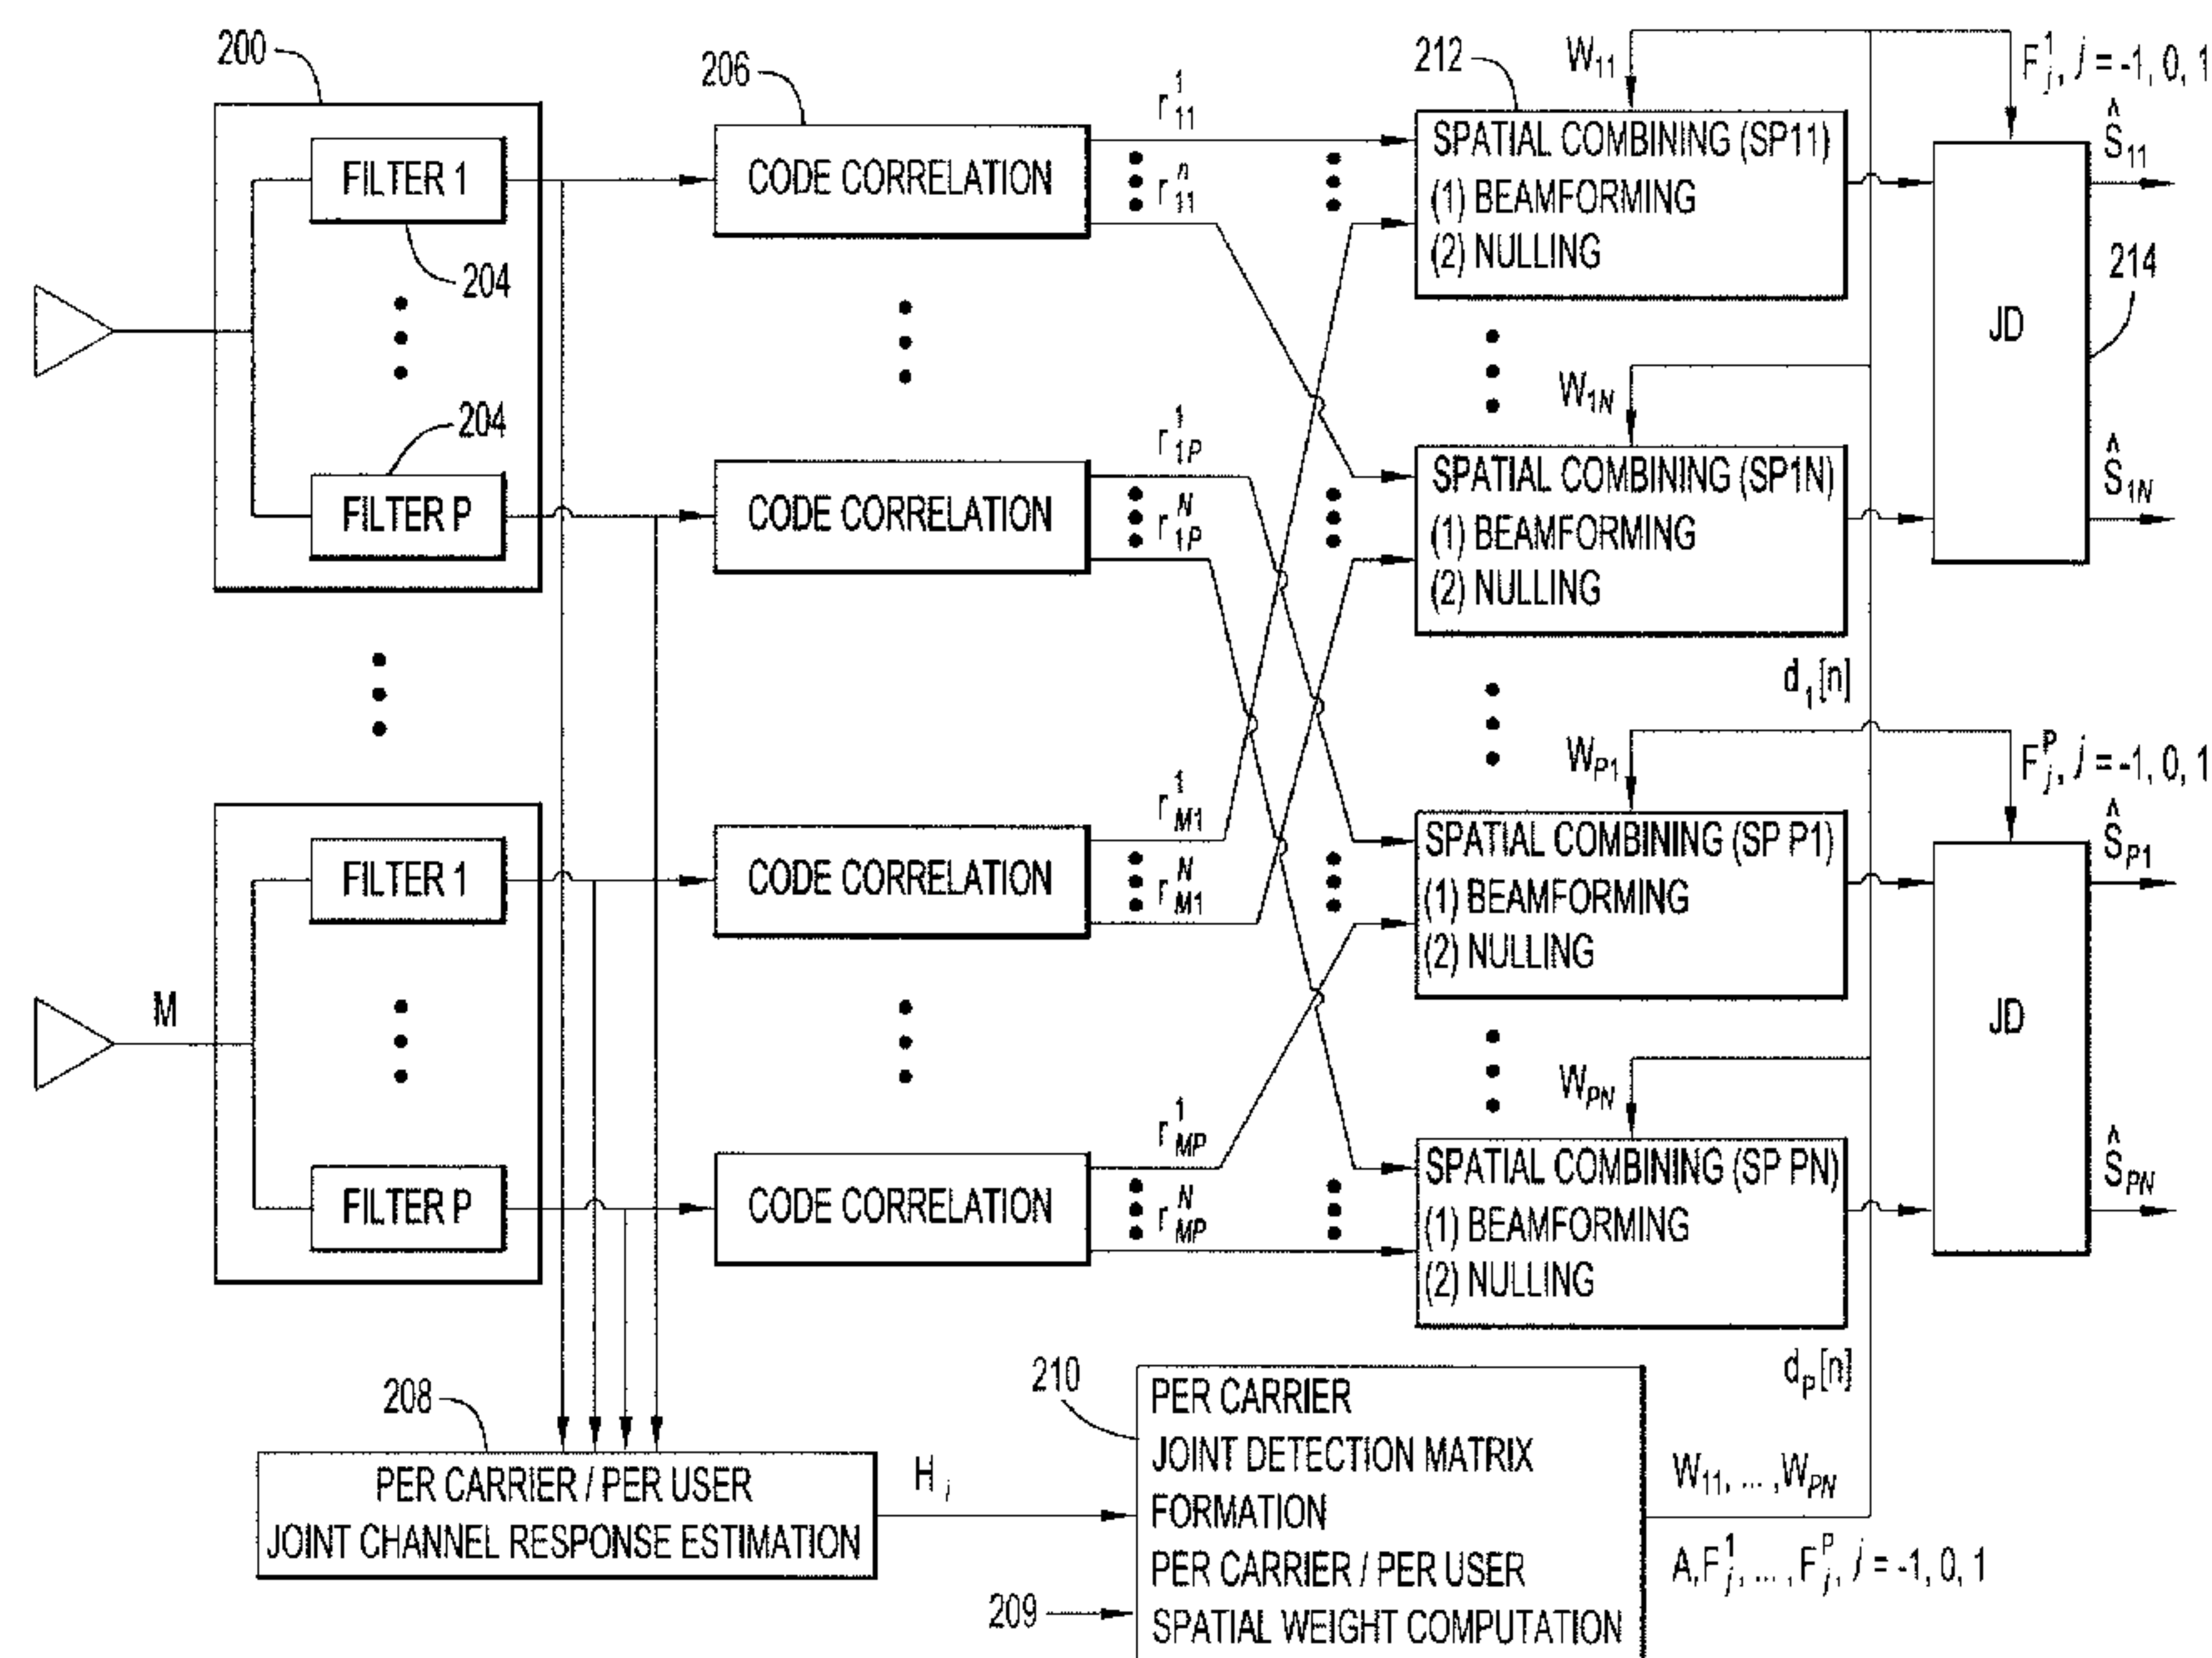 200
FILTER 1
204
204
FILTER P
206
CODE CORRELATION
r¹₁₁
rⁿ₁₁
CODE CORRELATION
r¹₁P
rᴺ₁P
212
W₁₁
SPATIAL COMBINING (SP11)
(1) BEAMFORMING
(2) NULLING
W₁N
SPATIAL COMBINING (SP1N)
(1) BEAMFORMING
(2) NULLING
d₁[n]
F¹ⱼ, j = -1, 0, 1
Ŝ₁₁
214
JD
Ŝ₁N
M
FILTER 1
FILTER P
CODE CORRELATION
r¹M1
rᴺM1
CODE CORRELATION
r¹MP
rᴺMP
WP1
SPATIAL COMBINING (SP P1)
(1) BEAMFORMING
(2) NULLING
WPN
SPATIAL COMBINING (SP PN)
(1) BEAMFORMING
(2) NULLING
dP[n]
Fᴾⱼ, j = -1, 0, 1
ŜP1
JD
ŜPN
208
PER CARRIER / PER USER
JOINT CHANNEL RESPONSE ESTIMATION
Hⱼ
210
PER CARRIER
JOINT DETECTION MATRIX
FORMATION
PER CARRIER / PER USER
SPATIAL WEIGHT COMPUTATION
209
W₁₁, ... ,WPN
A,F¹ⱼ, ... ,Fᴾⱼ, j = -1, 0, 1